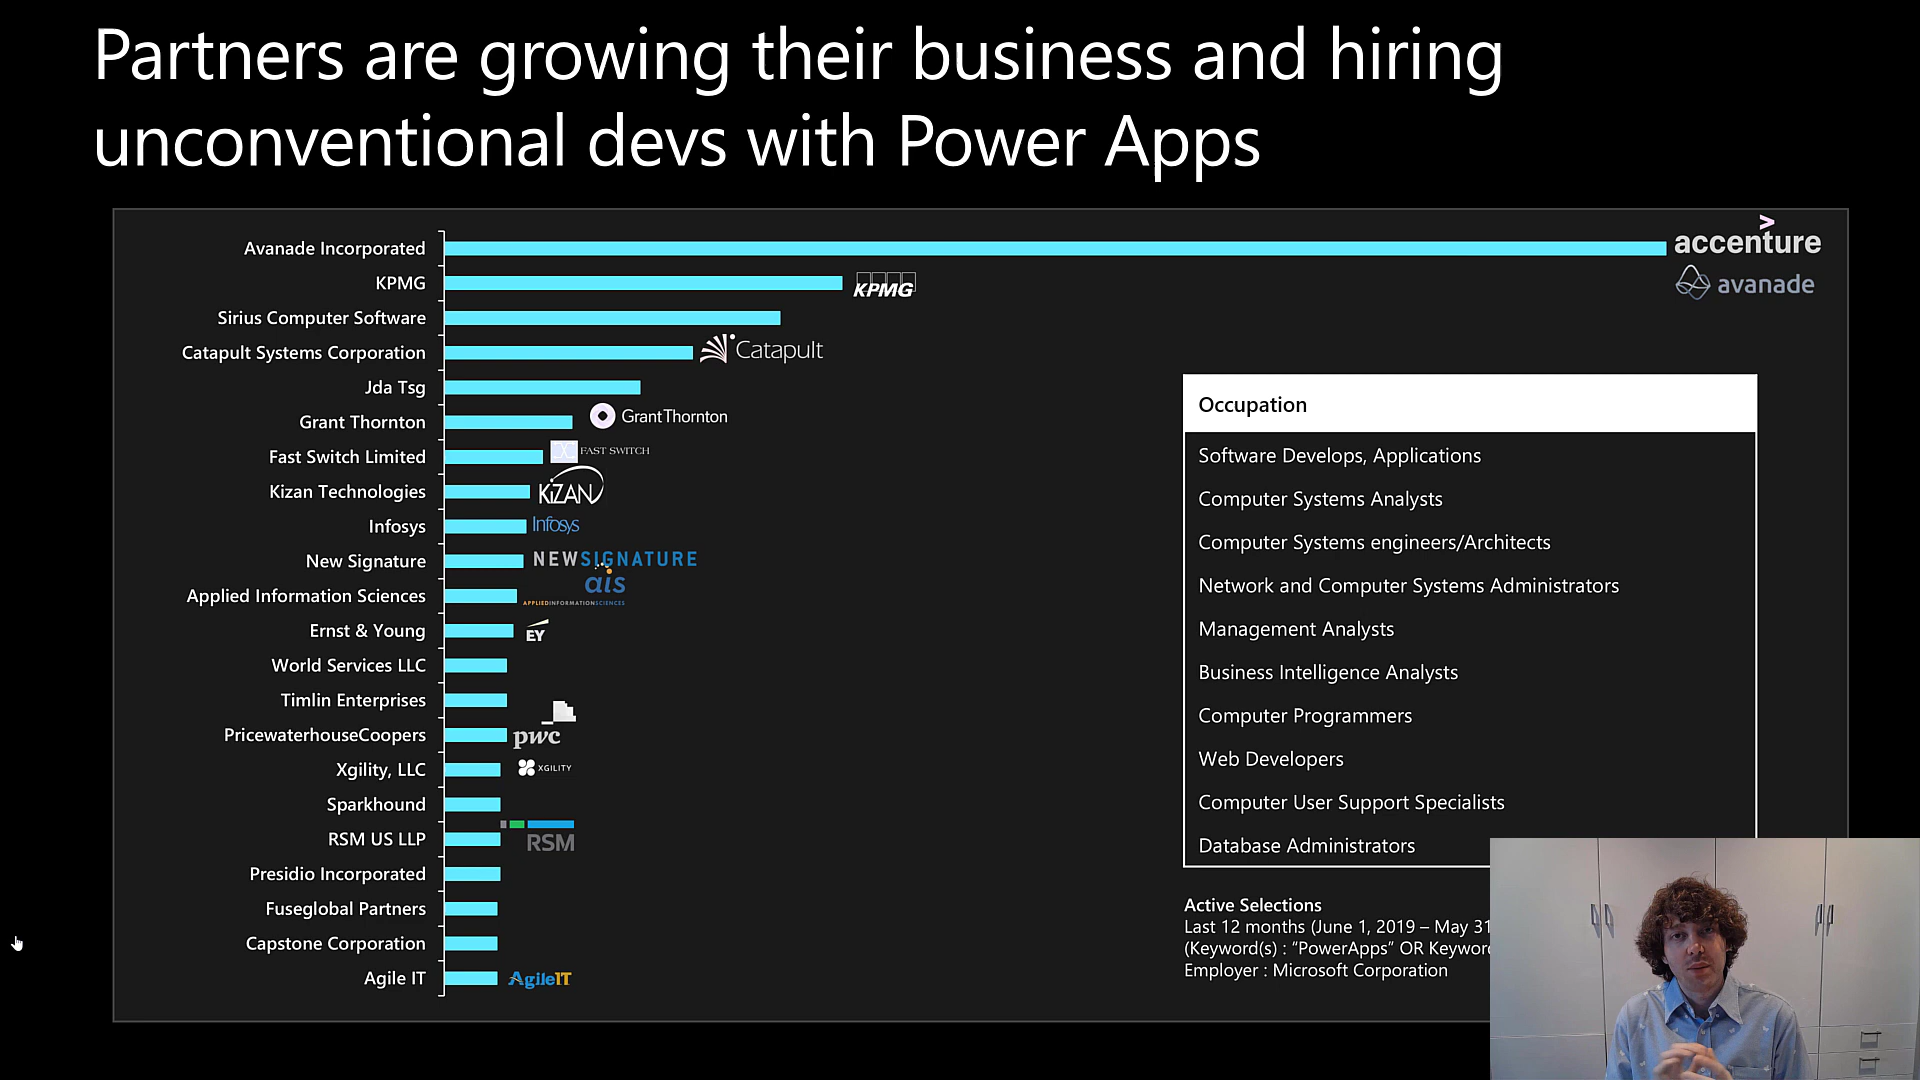 Partners are growing their business and hiring
unconventional devs with Power Apps
Avanade Incorporated
accenture
avanade
KPMG
KPMG
Sirius Computer Software
Catapult Systems Corporation
Catapult
Jda Tsg
Grant Thornton
GrantThornton
Fast Switch Limited
FAST SWITCH
Kizan Technologies
KiZAN
Infosys
Infosys
New Signature
NEWSIGNATURE
Applied Information Sciences
ais
APPLIEDINFORMATIONSCIENCES
Ernst & Young
EY
World Services LLC
Timlin Enterprises
PricewaterhouseCoopers
pwc
Xgility, LLC
XGILITY
Sparkhound
RSM US LLP
RSM
Presidio Incorporated
Fuseglobal Partners
Capstone Corporation
Agile IT
AgileIT
Occupation
Software Develops, Applications
Computer Systems Analysts
Computer Systems engineers/Architects
Network and Computer Systems Administrators
Management Analysts
Business Intelligence Analysts
Computer Programmers
Web Developers
Computer User Support Specialists
Database Administrators
Active Selections
Last 12 months (June 1, 2019 – May 31
(Keyword(s) : “PowerApps” OR Keyword
Employer : Microsoft Corporation